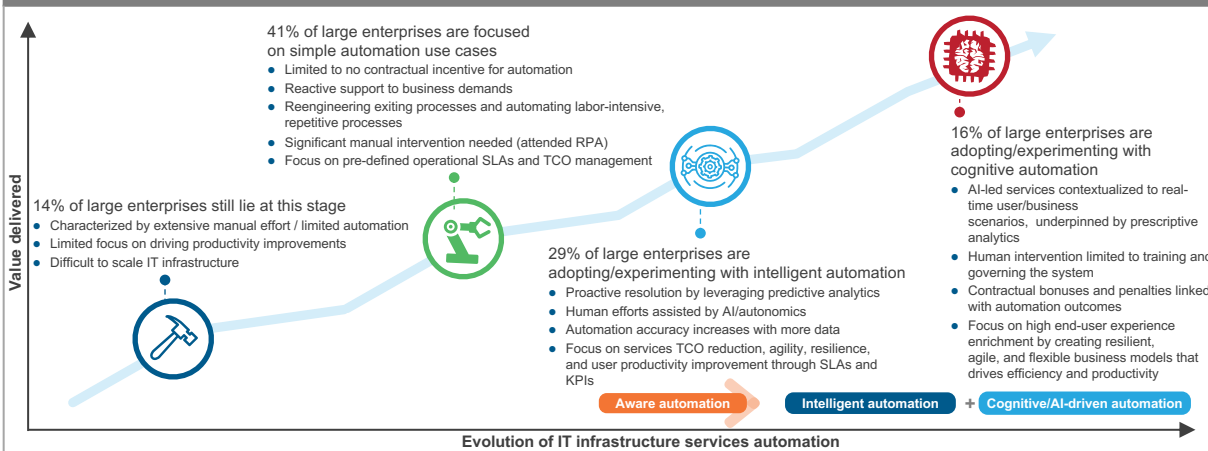 41% of large enterprises are focused
on simple automation use cases
Limited to no contractual incentive for automation
Reactive support to business demands
Reengineering exiting processes and automating labor-intensive,
repetitive processes
Significant manual intervention needed (attended RPA)
Focus on pre-defined operational SLAs and TCO management
14% of large enterprises still lie at this stage
Characterized by extensive manual effort / limited automation
Limited focus on driving productivity improvements
Difficult to scale IT infrastructure
29% of large enterprises are
adopting/experimenting with intelligent automation
Proactive resolution by leveraging predictive analytics
Human efforts assisted by AI/autonomics
Automation accuracy increases with more data
Focus on services TCO reduction, agility, resilience,
and user productivity improvement through SLAs and
KPIs
16% of large enterprises are
adopting/experimenting with
cognitive automation
AI-led services contextualized to real-
time user/business
scenarios, underpinned by prescriptive
analytics
Human intervention limited to training and
governing the system
Contractual bonuses and penalties linked
with automation outcomes
Focus on high end-user experience
enrichment by creating resilient,
agile, and flexible business models that
drives efficiency and productivity
Aware automation
Intelligent automation
+ Cognitive/AI-driven automation
Value delivered
Evolution of IT infrastructure services automation